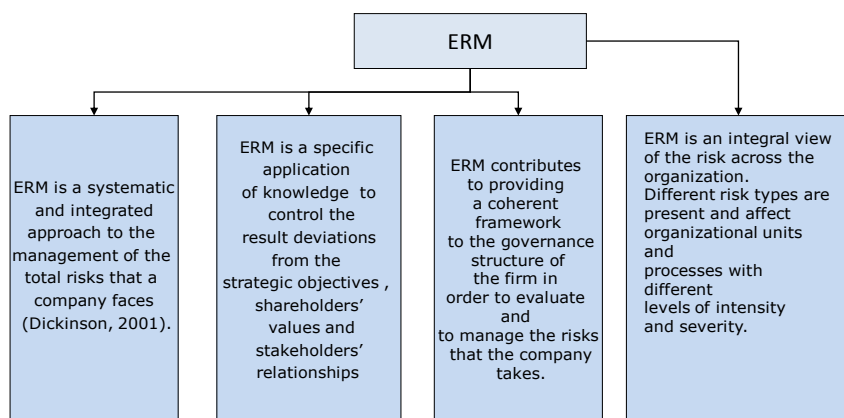 ERM
ERM is a systematic
and integrated
approach to the
management of the
total risks that a
company faces
(Dickinson, 2001).
ERM is a specific
application
of knowledge to
control the
result deviations
from the
strategic objectives ,
shareholders’
values and
stakeholders’
relationships
ERM contributes
to providing
a coherent
framework
to the governance
structure of
the firm in
order to evaluate
and
to manage the risks
that the company
takes.
ERM is an integral view
of the risk across the
organization.
Different risk types are
present and affect
organizational units
and
processes with
different
levels of intensity
and severity.